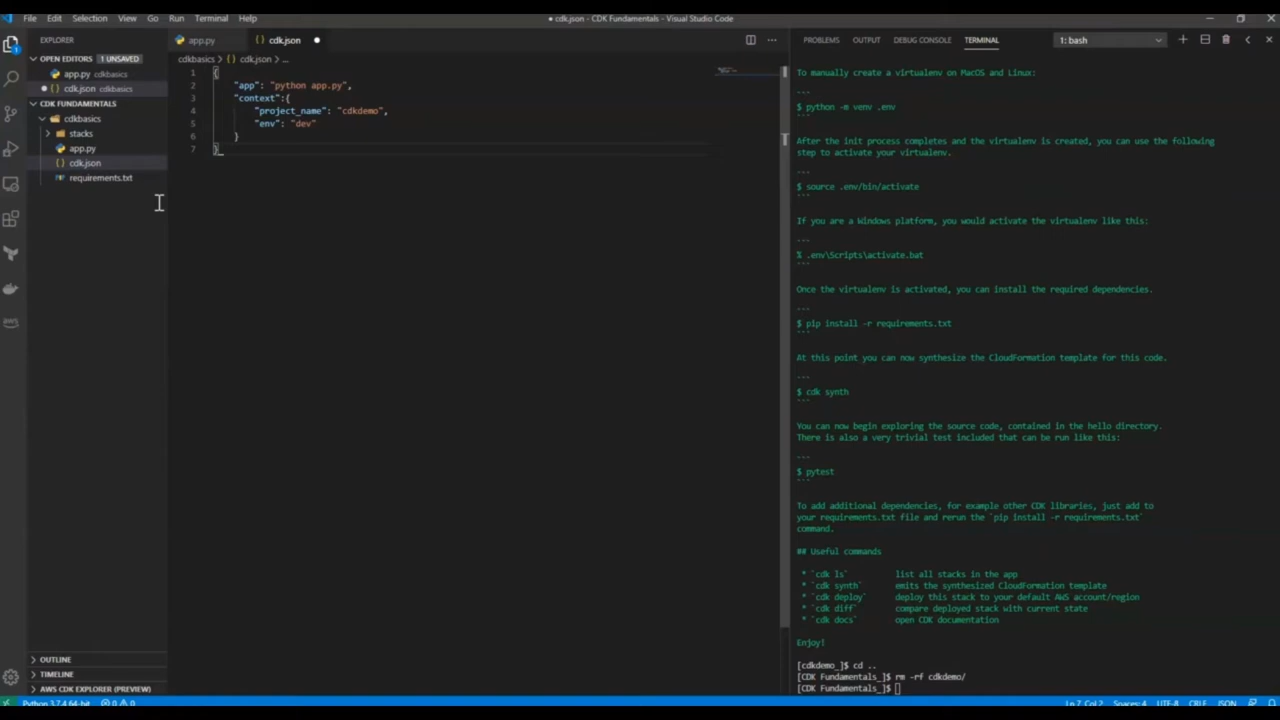 File Edit Selection View Go Run Terminal Help
● cdk.json - CDK Fundamentals - Visual Studio Code
EXPLORER
OPEN EDITORS 1 UNSAVED
app.py cdkbasics
cdk.json cdkbasics
CDK FUNDAMENTALS
cdkbasics
stacks
app.py
cdk.json
requirements.txt
OUTLINE
TIMELINE
AWS CDK EXPLORER (PREVIEW)
app.py
cdk.json
cdkbasics > {} cdk.json > ...
1 {
2 "app": "python app.py",
3 "context":{
4 "project_name": "cdkdemo",
5 "env": "dev"
6 }
7 }
PROBLEMS OUTPUT DEBUG CONSOLE TERMINAL
1: bash
To manually create a virtualenv on MacOS and Linux:
```
$ python -m venv .env
```
After the init process completes and the virtualenv is created, you can use the following
step to activate your virtualenv.
```
$ source .env/bin/activate
```
If you are a Windows platform, you would activate the virtualenv like this:
```
% .env\Scripts\activate.bat
```
Once the virtualenv is activated, you can install the required dependencies.
```
$ pip install -r requirements.txt
```
At this point you can now synthesize the CloudFormation template for this code.
```
$ cdk synth
```
You can now begin exploring the source code, contained in the hello directory.
There is also a very trivial test included that can be run like this:
```
$ pytest
```
To add additional dependencies, for example other CDK libraries, just add to
your requirements.txt file and rerun the `pip install -r requirements.txt`
command.
## Useful commands
* `cdk ls` list all stacks in the app
* `cdk synth` emits the synthesized CloudFormation template
* `cdk deploy` deploy this stack to your default AWS account/region
* `cdk diff` compare deployed stack with current state
* `cdk docs` open CDK documentation
Enjoy!
[cdkdemo_]$ cd ..
[CDK Fundamentals_]$ rm -rf cdkdemo/
[CDK Fundamentals_]$
Python 3.7.4 64-bit 0 0
Ln 7, Col 2 Spaces: 4 UTF-8 CRLF JSON